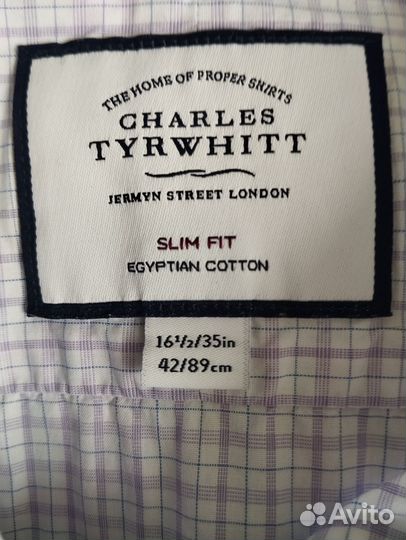 THE HOME OF PROPER SHIRTS
CHARLES
TYRWHITT
JERMYN STREET LONDON
SLIM FIT
EGYPTIAN COTTON
16½/35in
42/89cm
Avito